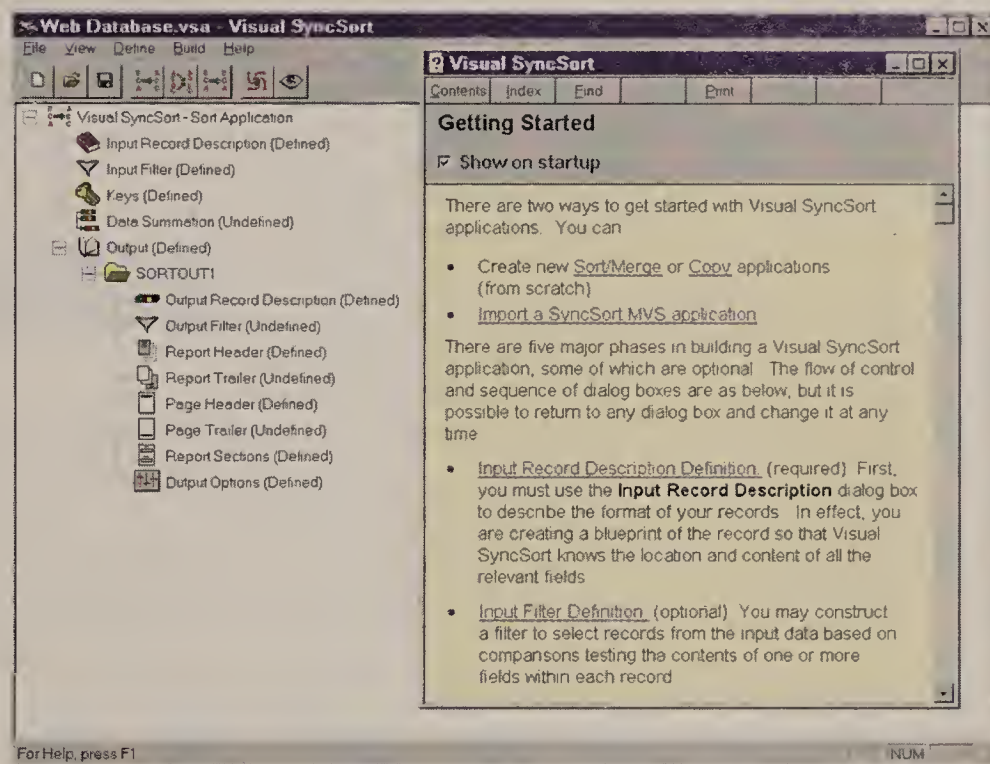 Web Database.vsa - Visual SyncSort
File View Define Build Help
Visual SyncSort - Sort Application
Input Record Description (Defined)
Input Filter (Defined)
Keys (Defined)
Data Summation (Undefined)
Output (Defined)
SORTOUT1
Output Record Description (Defined)
Output Filter (Undefined)
Report Header (Defined)
Report Trailer (Undefined)
Page Header (Defined)
Page Trailer (Undefined)
Report Sections (Defined)
Output Options (Defined)
Visual SyncSort
Contents Index Find Print
Getting Started
Show on startup
There are two ways to get started with Visual SyncSort
applications. You can
• Create new Sort/Merge or Copy applications
(from scratch)
• Import a SyncSort MVS application
There are five major phases in building a Visual SyncSort
application, some of which are optional The flow of control
and sequence of dialog boxes are as below, but it is
possible to return to any dialog box and change it at any
time
• Input Record Description Definition. (required) First,
you must use the Input Record Description dialog box
to describe the format of your records In effect, you
are creating a blueprint of the record so that Visual
SyncSort knows the location and content of all the
relevant fields
• Input Filter Definition. (optional) You may construct
a filter to select records from the input data based on
comparisons testing the contents of one or more
fields within each record
For Help, press F1
NUM